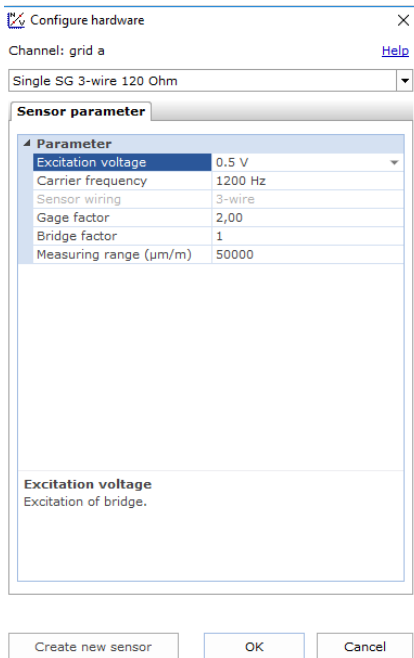 Configure hardware
Channel: grid a Help
Single SG 3-wire 120 Ohm
Sensor parameter
Parameter
Excitation voltage 0.5 V
Carrier frequency 1200 Hz
Sensor wiring 3-wire
Gage factor 2,00
Bridge factor 1
Measuring range (µm/m) 50000
Excitation voltage
Excitation of bridge.
Create new sensor OK Cancel